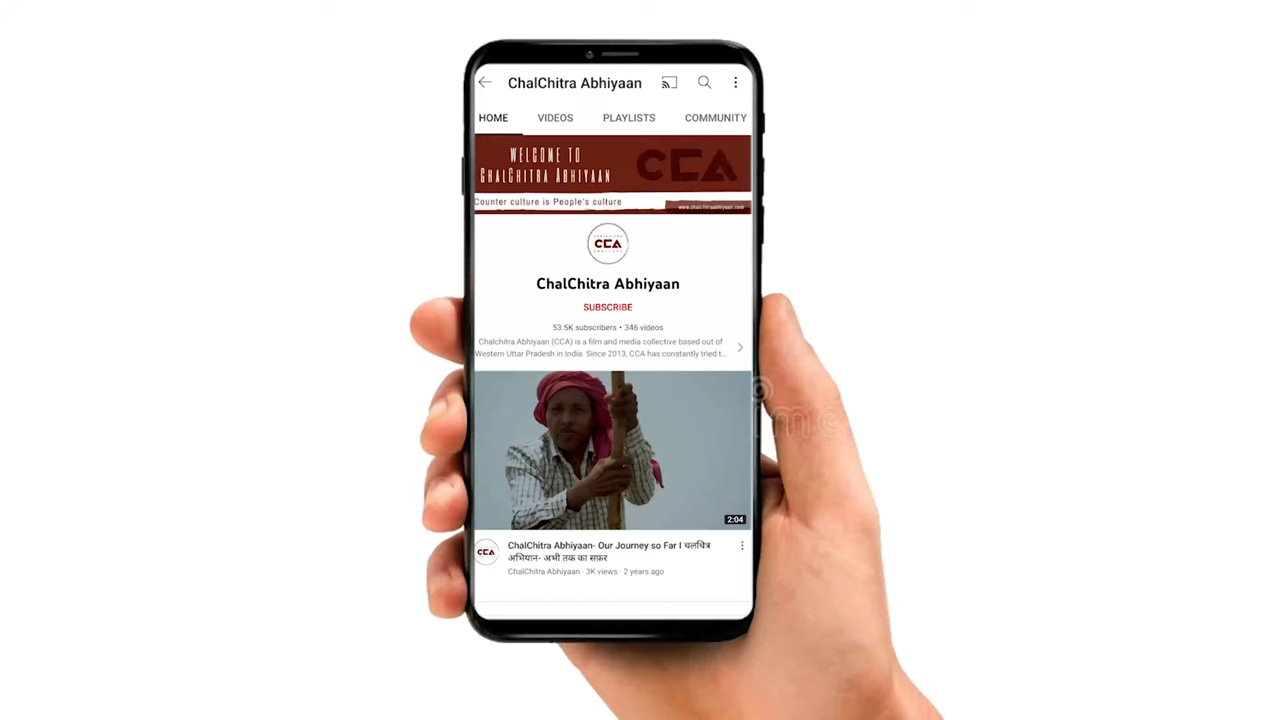 ChalChitra Abhiyaan
HOME VIDEOS PLAYLISTS COMMUNITY
WELCOME TO
CHALCHITRA ABHIYAAN
CCA
Counter culture is People's culture
www.chalchitraabhiyaan.com
CCA
ChalChitra Abhiyaan
SUBSCRIBE
53.5K subscribers • 346 videos
Chalchitra Abhiyaan (CCA) is a film and media collective based out of
Western Uttar Pradesh in India. Since 2013, CCA has constantly tried t...
2:04
CCA
ChalChitra Abhiyaan- Our Journey so Far I चलचित्र
अभियान- अभी तक का सफ़र
ChalChitra Abhiyaan · 3K views · 2 years ago